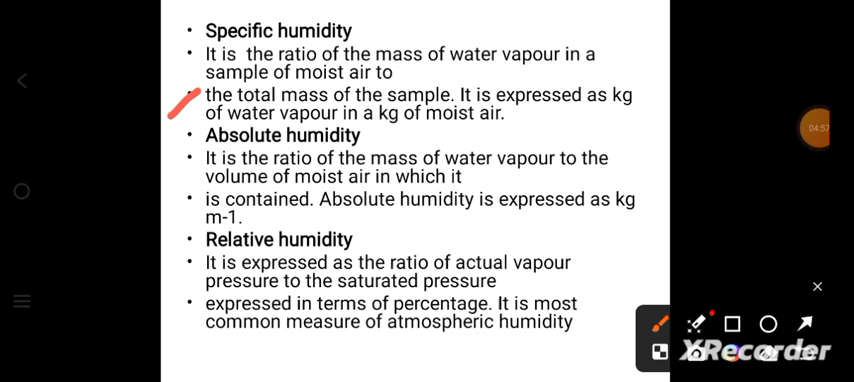 • Specific humidity
• It is the ratio of the mass of water vapour in a
sample of moist air to
• the total mass of the sample. It is expressed as kg
of water vapour in a kg of moist air.
• Absolute humidity
• It is the ratio of the mass of water vapour to the
volume of moist air in which it
• is contained. Absolute humidity is expressed as kg
m-1.
• Relative humidity
• It is expressed as the ratio of actual vapour
pressure to the saturated pressure
• expressed in terms of percentage. It is most
common measure of atmospheric humidity
04:57
XRecorder